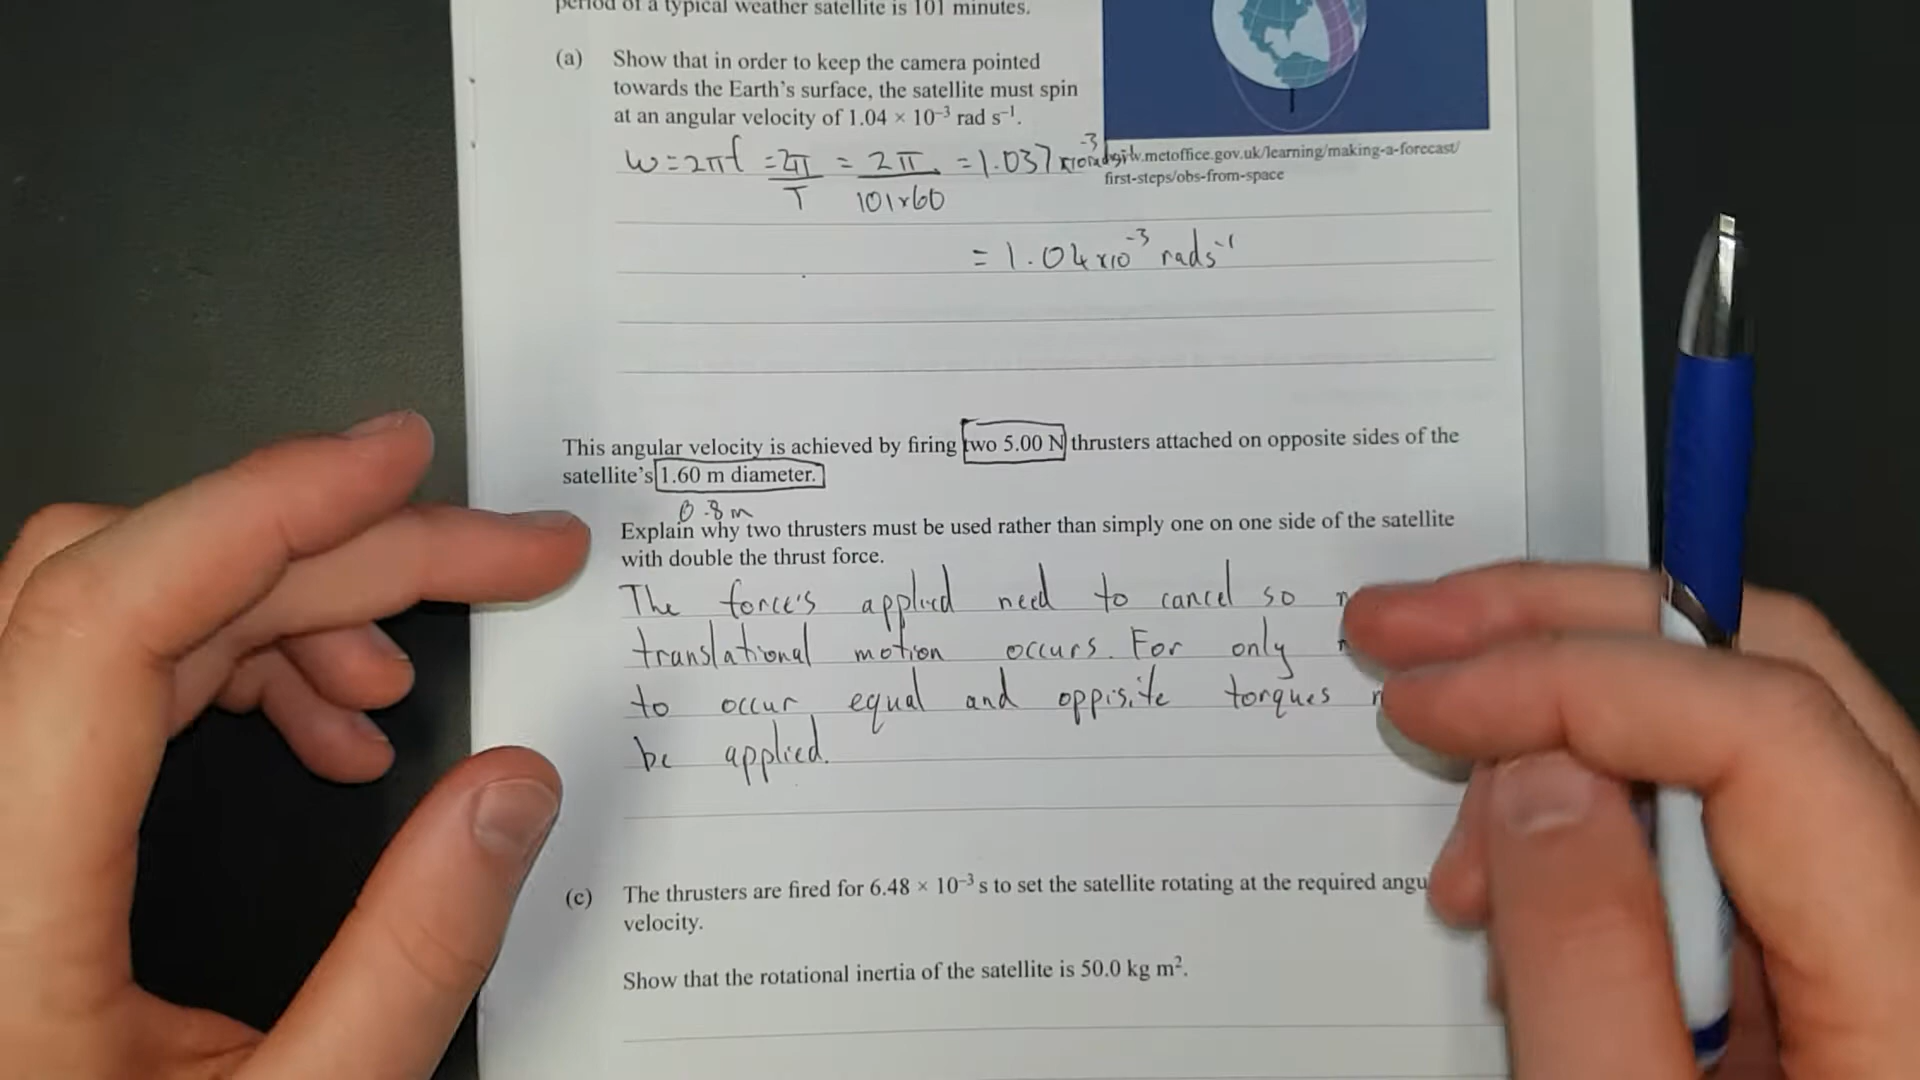 period of a typical weather satellite is 101 minutes.
(a) Show that in order to keep the camera pointed
towards the Earth's surface, the satellite must spin
at an angular velocity of 1.04 × 10⁻³ rad s⁻¹.
ω = 2πf = 2π/T = 2π/101×60 = 1.037 ×10⁻³
.metoffice.gov.uk/learning/making-a-forecast/
first-steps/obs-from-space
= 1.04 ×10⁻³ rads⁻¹
This angular velocity is achieved by firing two 5.00 N thrusters attached on opposite sides of the
satellite's 1.60 m diameter.
0.8m
Explain why two thrusters must be used rather than simply one on one side of the satellite
with double the thrust force.
The force's applied need to cancel so
translational motion occurs. For only
to occur equal and oppisite torques
be applied.
(c) The thrusters are fired for 6.48 × 10⁻³ s to set the satellite rotating at the required angu
velocity.
Show that the rotational inertia of the satellite is 50.0 kg m².